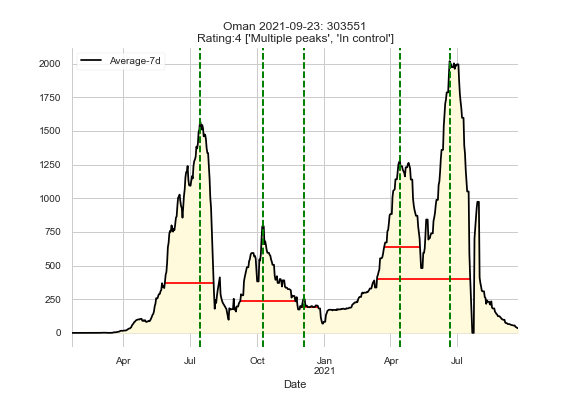 Oman 2021-09-23: 303551
Rating:4 ['Multiple peaks', 'In control']
Average-7d
2000
1750
1500
1250
1000
750
500
250
0
Apr
Jul
Oct
Jan
2021
Apr
Jul
Date